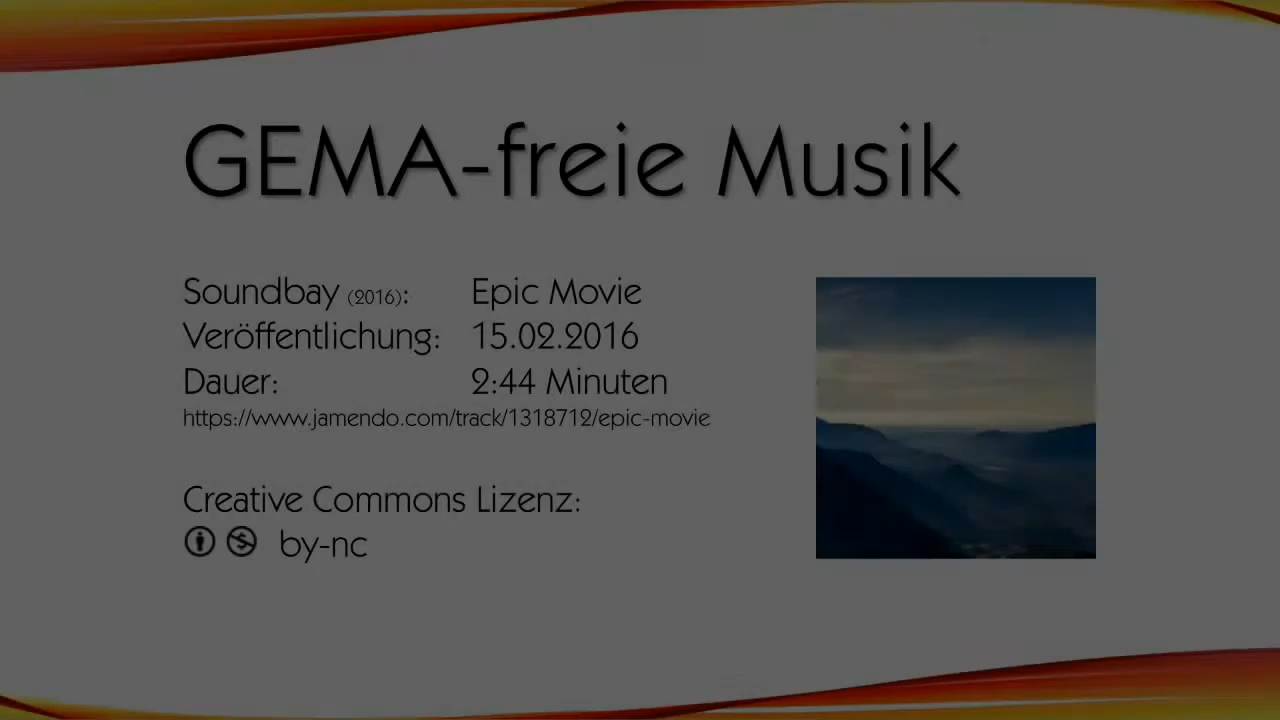 GEMA-freie Musik
Soundbay (2016): Epic Movie
Veröffentlichung: 15.02.2016
Dauer: 2:44 Minuten
https://www.jamendo.com/track/1318712/epic-movie
Creative Commons Lizenz:
by-nc